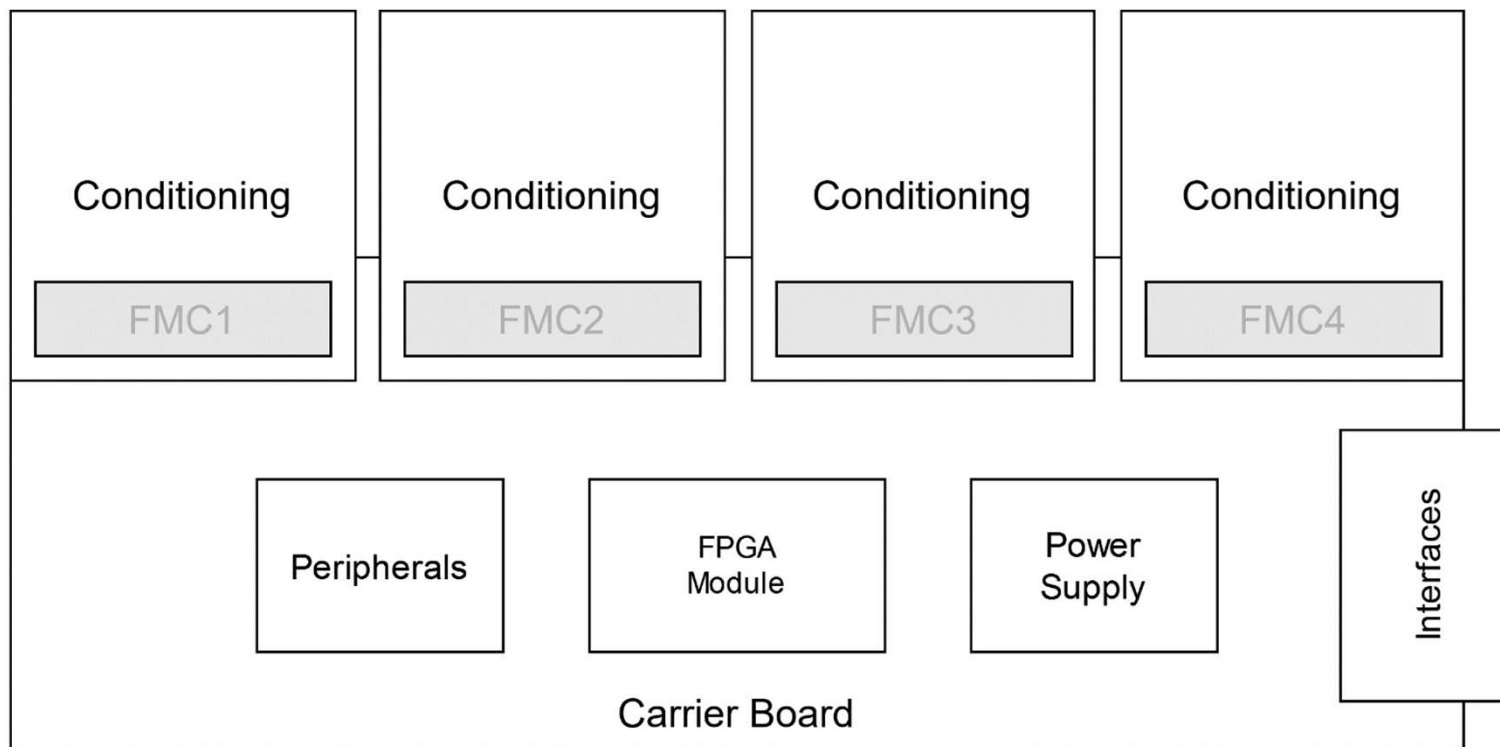 Conditioning
Conditioning
Conditioning
Conditioning
FMC1
FMC2
FMC3
FMC4
Peripherals
FPGA
Module
Power
Supply
Interfaces
Carrier Board